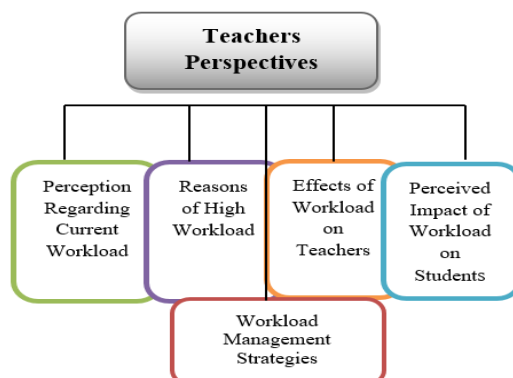 Teachers
Perspectives
Perception
Regarding
Current
Workload
Reasons
of High
Workload
Effects of
Workload
on
Teachers
Perceived
Impact of
Workload
on
Students
Workload
Management
Strategies